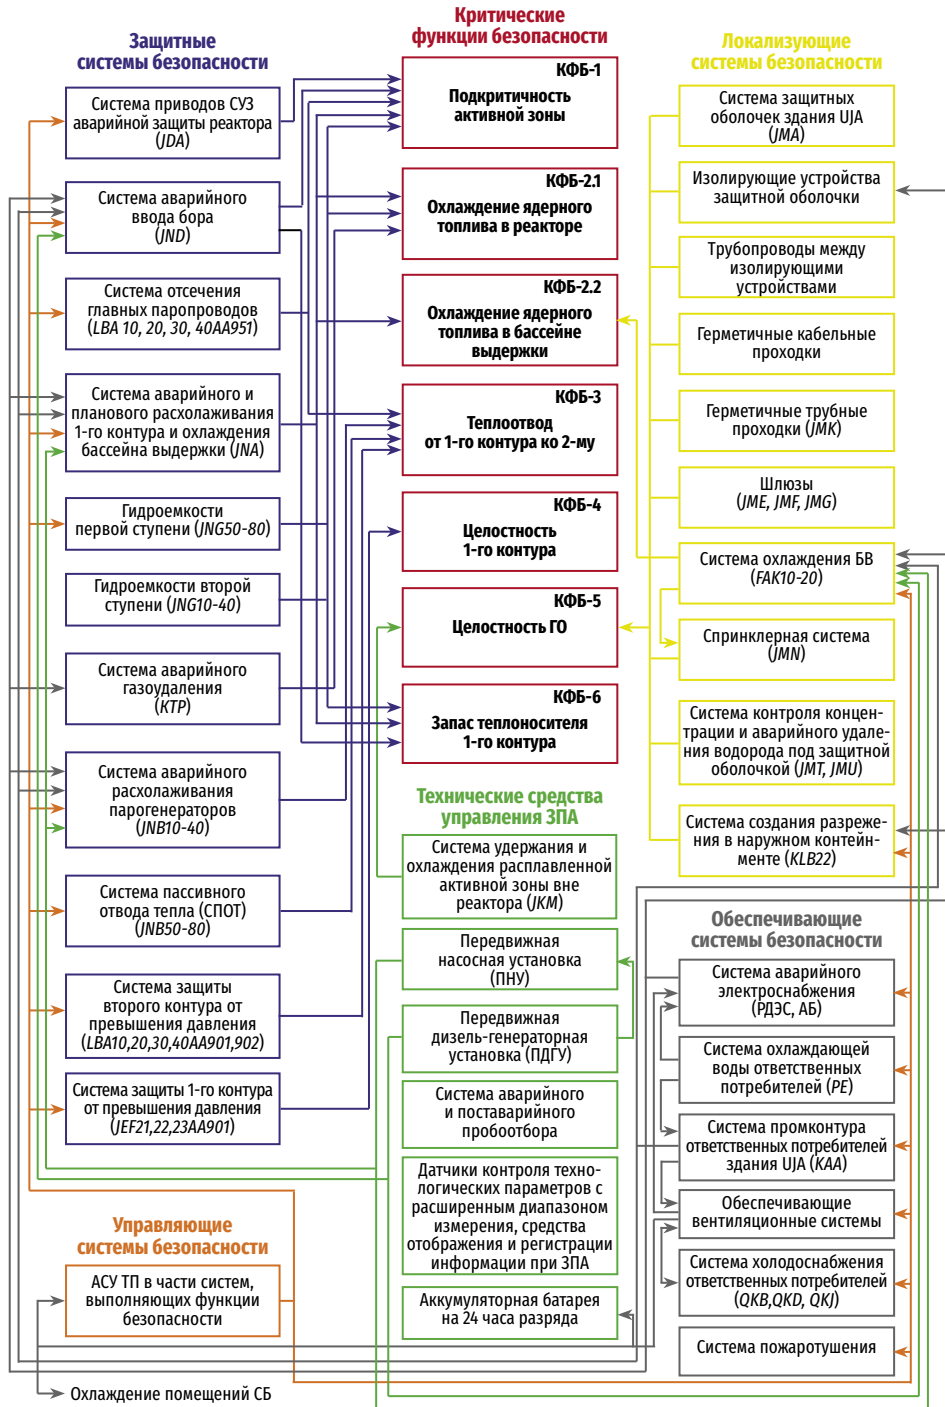 Защитные
системы безопасности
Система приводов СУЗ
аварийной защиты реактора
(JDA)
Система аварийного
ввода бора
(JND)
Система отсечения
главных паропроводов
(LBA 10, 20, 30, 40AA951)
Система аварийного и
планового расхолаживания
1-го контура и охлаждения
бассейна выдержки (JNA)
Гидроемкости
первой ступени (JNG50-80)
Гидроемкости второй
ступени (JNG10-40)
Система аварийного
газоудаления
(KTP)
Система аварийного
расхолаживания
парогенераторов
(JNB10-40)
Система пассивного
отвода тепла (СПОТ)
(JNB50-80)
Система защиты
второго контура от
превышения давления
(LBA10,20,30,40AA901,902)
Система защиты 1-го контура
от превышения давления
(JEF21,22,23AA901)
Управляющие
системы безопасности
АСУ ТП в части систем,
выполняющих функции
безопасности
Охлаждение помещений СБ
Критические
функции безопасности
КФБ-1
Подкритичность
активной зоны
КФБ-2.1
Охлаждение ядерного
топлива в реакторе
КФБ-2.2
Охлаждение ядерного
топлива в бассейне
выдержки
КФБ-3
Теплоотвод
от 1-го контура ко 2-му
КФБ-4
Целостность
1-го контура
КФБ-5
Целостность ГО
КФБ-6
Запас теплоносителя
1-го контура
Технические средства
управления ЗПА
Система удержания и
охлаждения расплавленной
активной зоны вне
реактора (JKM)
Передвижная
насосная установка
(ПНУ)
Передвижная
дизель-генераторная
установка (ПДГУ)
Система аварийного
и поставарийного
пробоотбора
Датчики контроля техно-
логических параметров с
расширенным диапазоном
измерения, средства
отображения и регистрации
информации при ЗПА
Аккумуляторная батарея
на 24 часа разряда
Локализующие
системы безопасности
Система защитных
оболочек здания UJA
(JMA)
Изолирующие устройства
защитной оболочки
Трубопроводы между
изолирующими
устройствами
Герметичные кабельные
проходки
Герметичные трубные
проходки (JMK)
Шлюзы
(JME, JMF, JMG)
Система охлаждения БВ
(FAK10-20)
Спринклерная система
(JMN)
Система контроля концен-
трации и аварийного удале-
ния водорода под защитной
оболочкой (JMT, JMU)
Система создания разреже-
ния в наружном контейн-
менте (KLB22)
Обеспечивающие
системы безопасности
Система аварийного
электроснабжения
(РДЭС, АБ)
Система охлаждающей
воды ответственных
потребителей (PE)
Система промконтура
ответственных потребителей
здания UJA (KAA)
Обеспечивающие
вентиляционные системы
Система холодоснабжения
ответственных потребителей
(QKB,QKD, QKJ)
Система пожаротушения